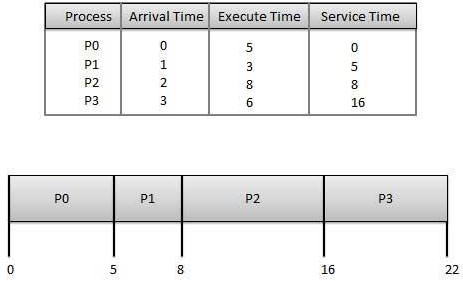 Process Arrival Time Execute Time Service Time
P0 0 5 0
P1 1 3 5
P2 2 8 8
P3 3 6 16
P0 P1 P2 P3
0 5 8 16 22